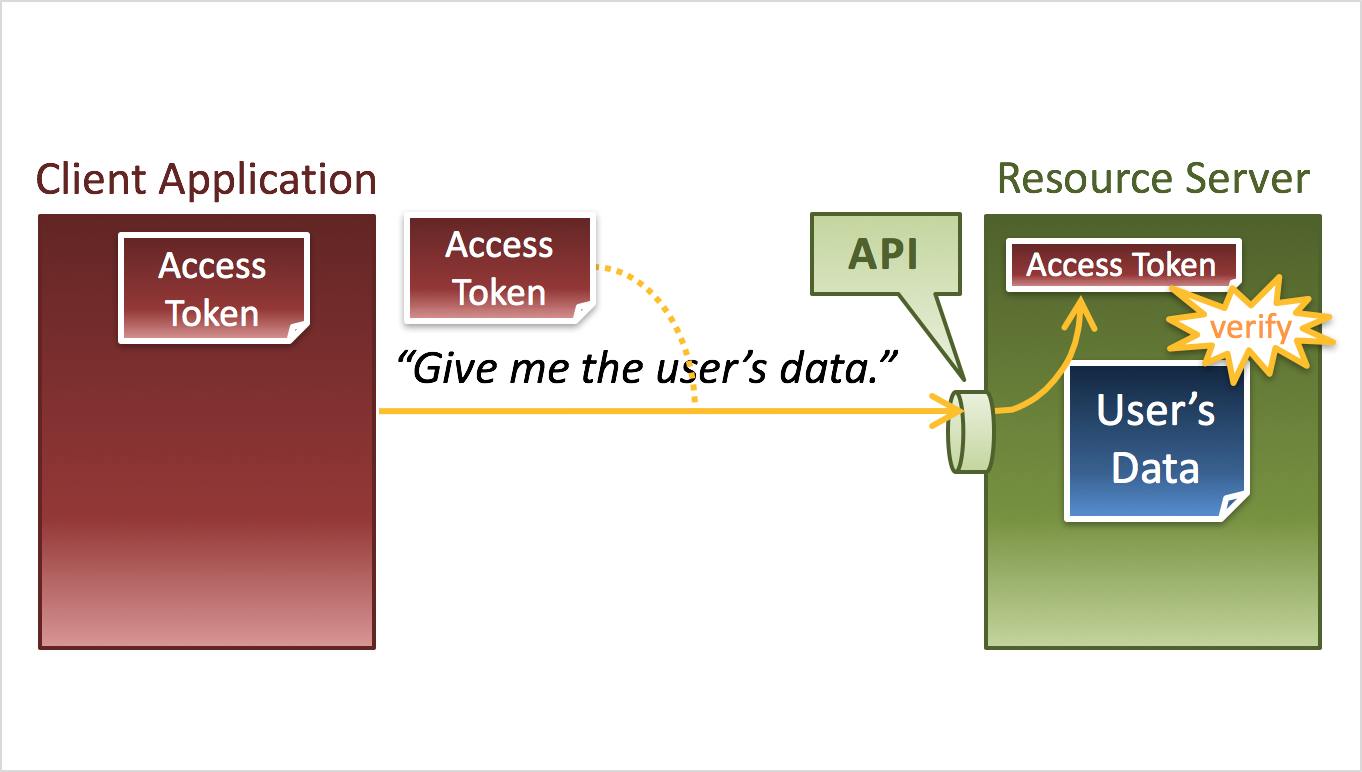 Client Application
Access
Token
Access
Token
“Give me the user’s data.”
API
Resource Server
Access Token
verify
User’s
Data